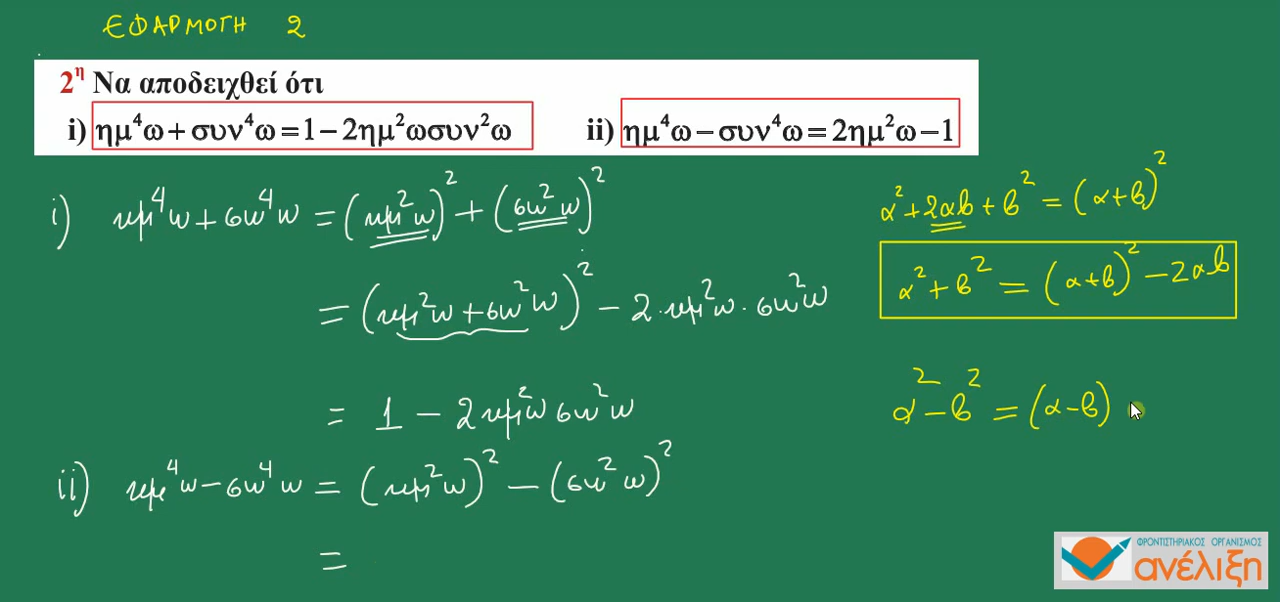 ΕΦΑΡΜΟΓΗ 2
2η Να αποδειχθεί ότι
i) ημ⁴ω+συν⁴ω=1−2ημ²ωσυν²ω ii) ημ⁴ω−συν⁴ω=2ημ²ω−1
i) ημ⁴ω+συν⁴ω = (ημ²ω)² + (συν²ω)²
= (ημ²ω+συν²ω)² − 2·ημ²ω·συν²ω
= 1 − 2ημ²ω συν²ω
ii) ημ⁴ω−συν⁴ω = (ημ²ω)² − (συν²ω)²
=
α²+2αβ+β² = (α+β)²
α²+β² = (α+β)²−2αβ
α²−β² = (α−β)
ΦΡΟΝΤΙΣΤΗΡΙΑΚΟΣ ΟΡΓΑΝΙΣΜΟΣ
ανέλιξη